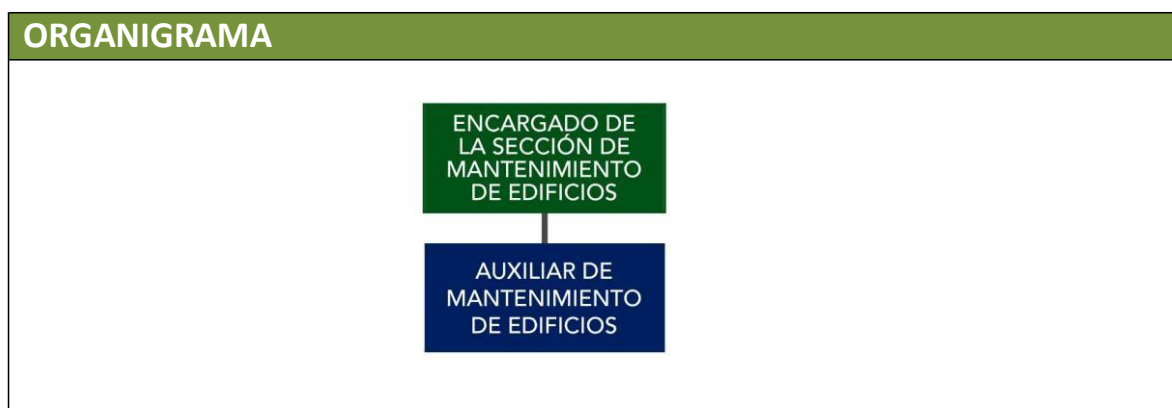 ORGANIGRAMA
ENCARGADO DE
LA SECCIÓN DE
MANTENIMIENTO
DE EDIFICIOS
AUXILIAR DE
MANTENIMIENTO
DE EDIFICIOS